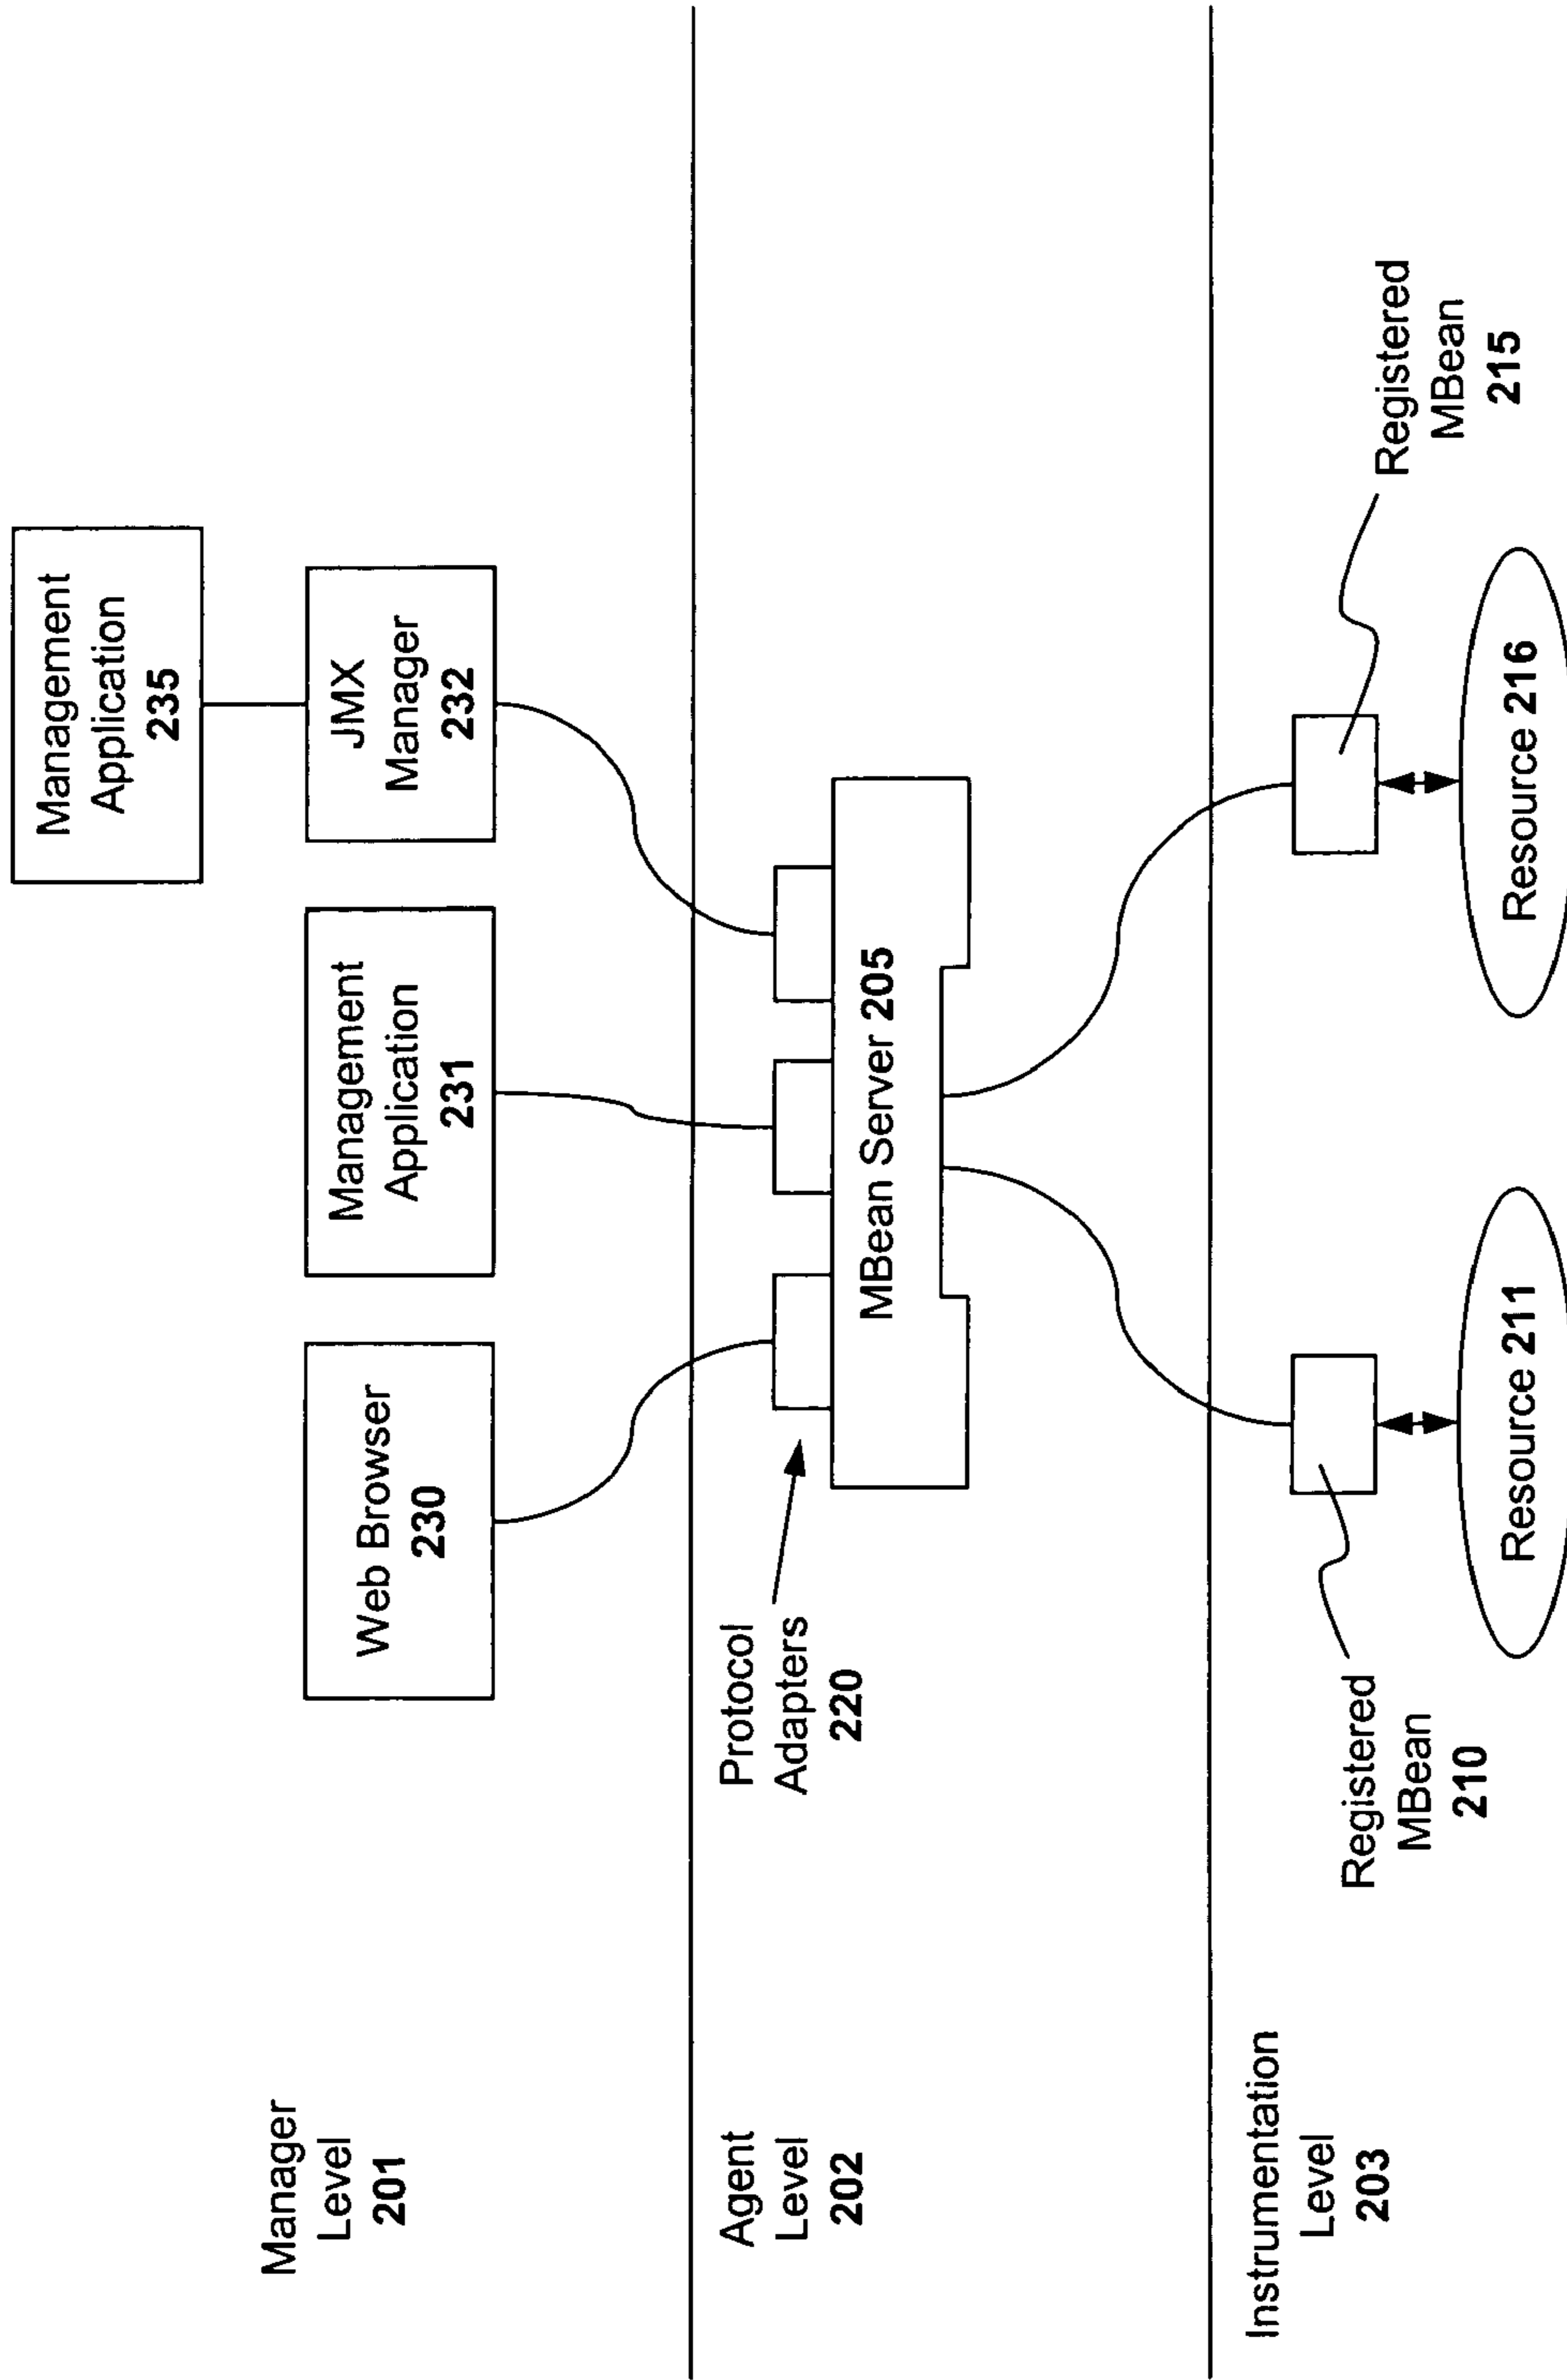 Management
Application
235
Manager
Level
201
Web Browser
230
Management
Application
231
JMX
Manager
232
Agent
Level
202
Protocol
Adapters
220
MBean Server 205
Instrumentation
Level
203
Registered
MBean
210
Registered
MBean
215
Resource 211
Resource 216